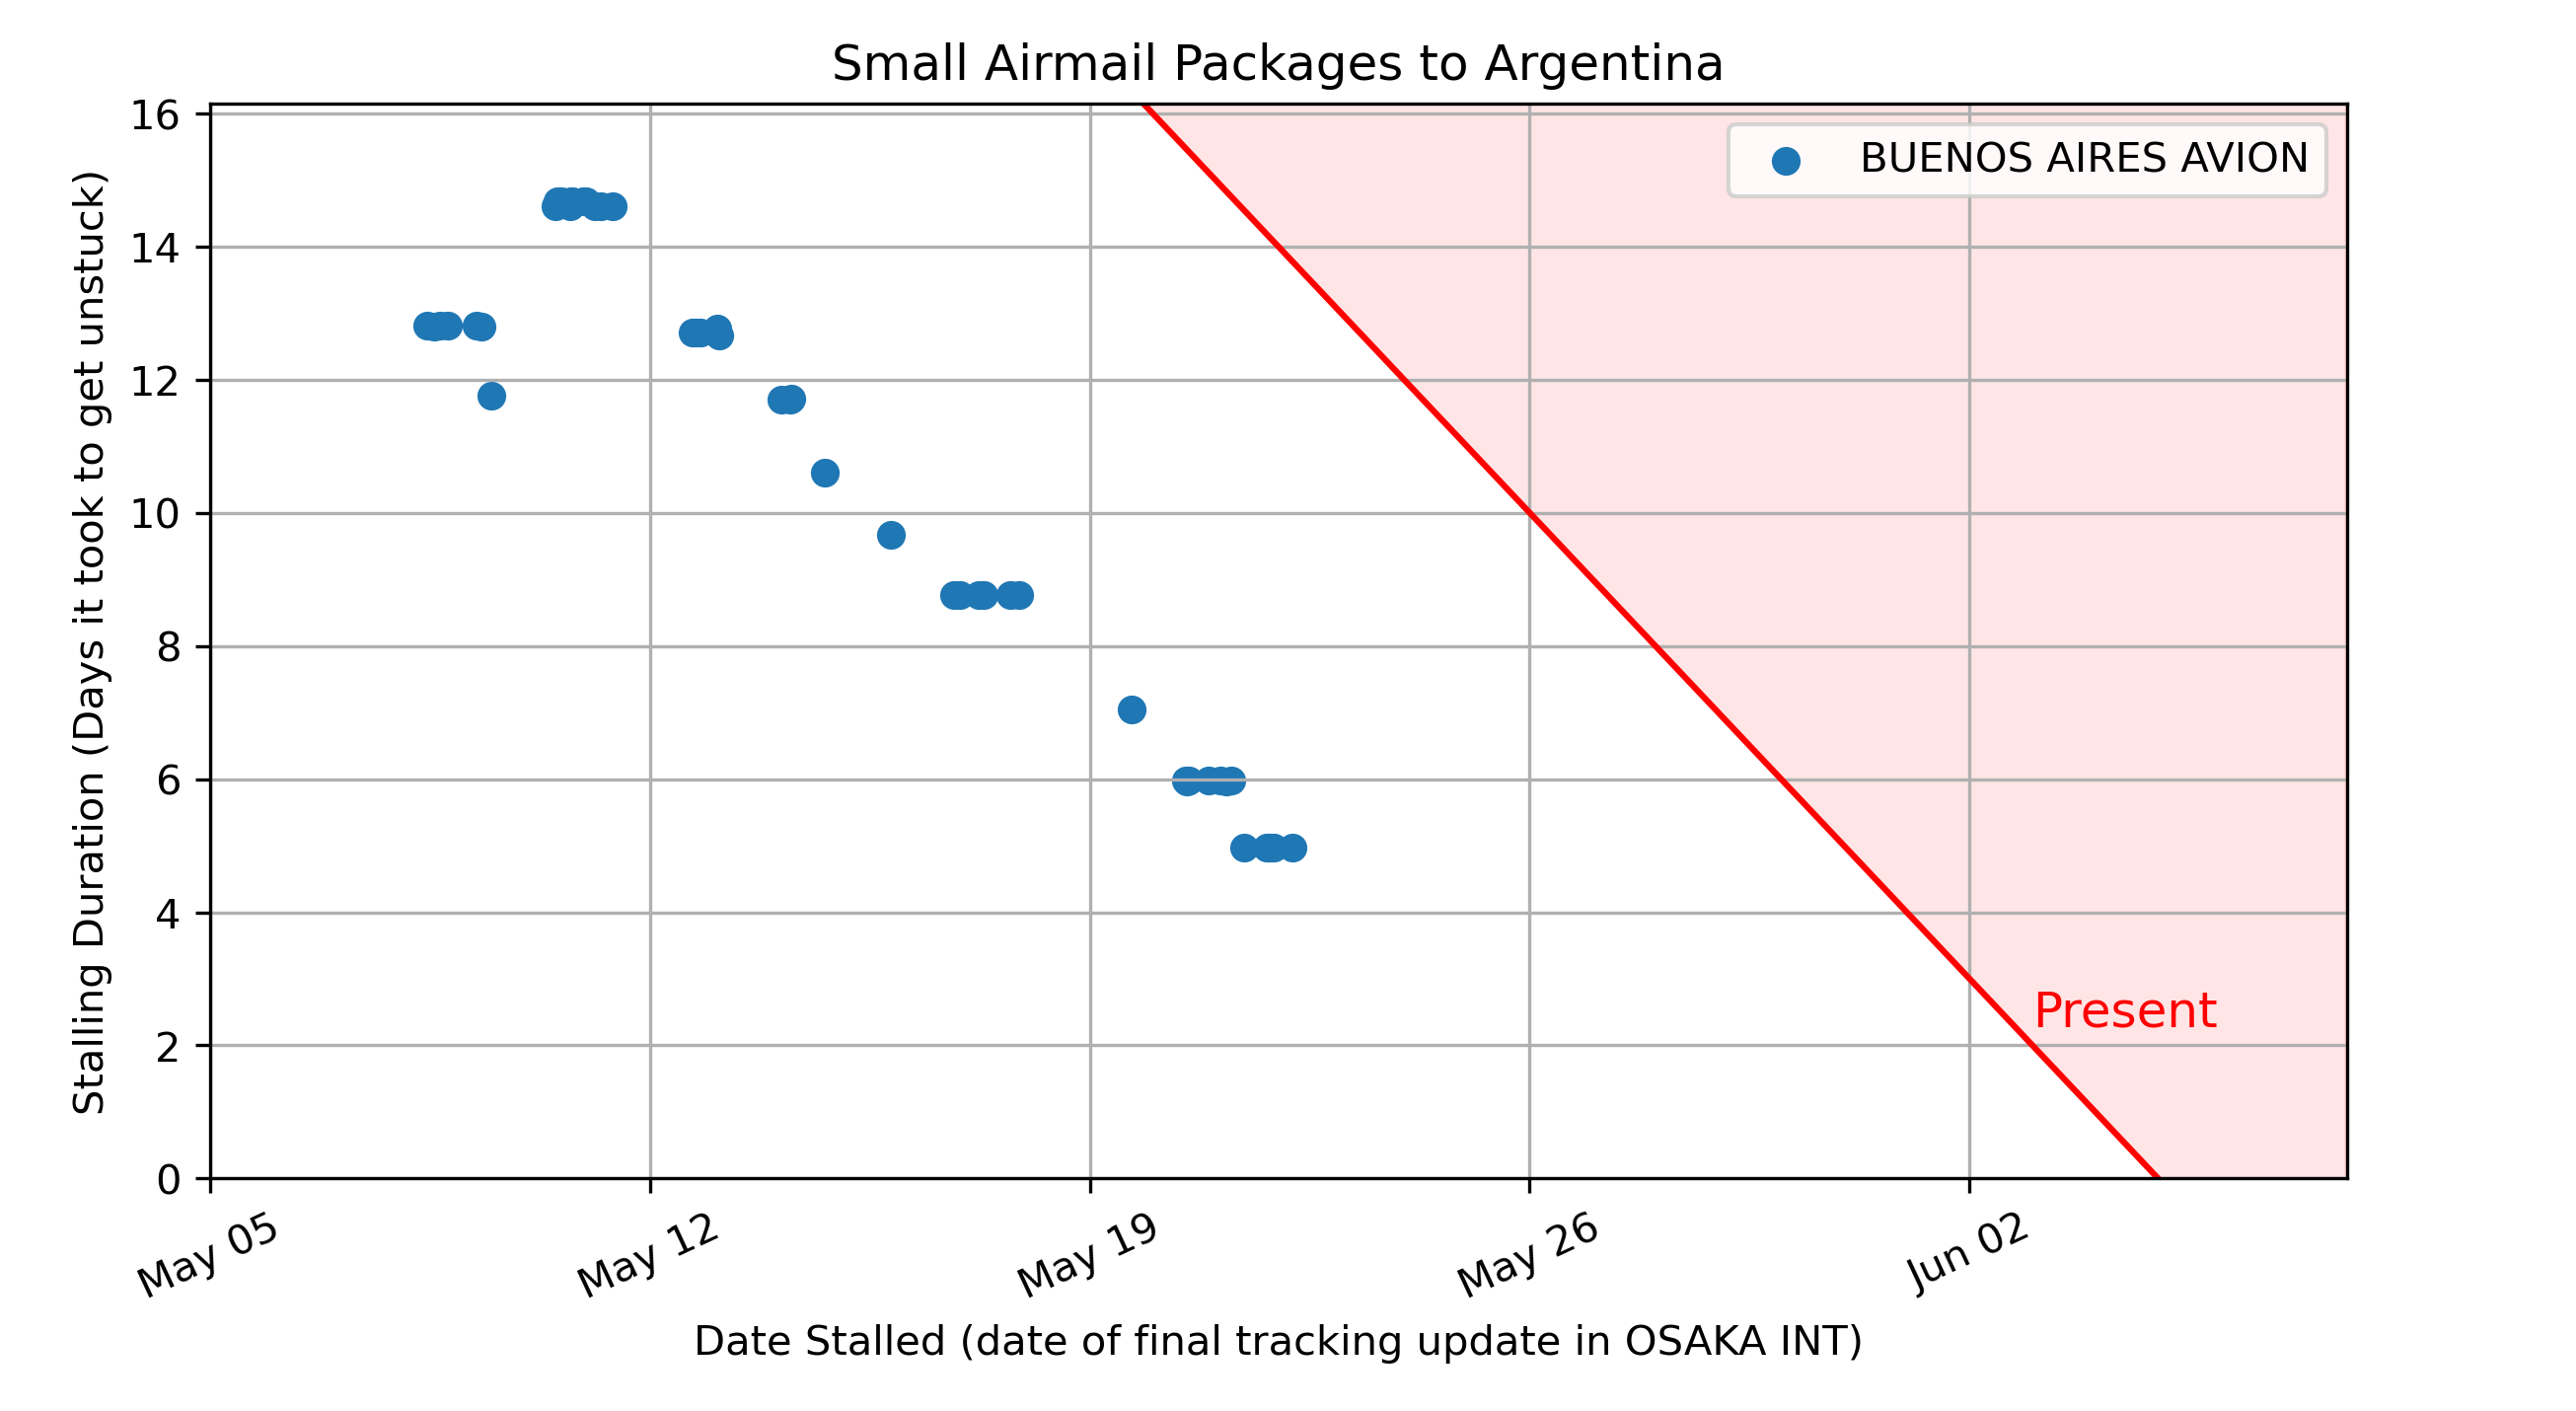 Small Airmail Packages to Argentina
BUENOS AIRES AVION
Stalling Duration (Days it took to get unstuck)
16
14
12
10
8
6
4
2
0
Present
May 05
May 12
May 19
May 26
Jun 02
Date Stalled (date of final tracking update in OSAKA INT)